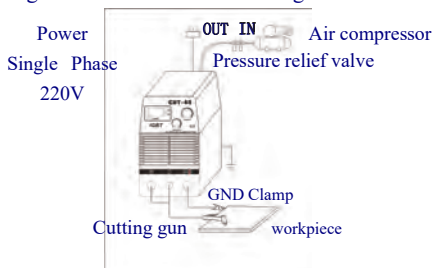 Power
Single Phase
220V
OUT IN
Air compressor
Pressure relief valve
GND Clamp
Cutting gun
workpiece